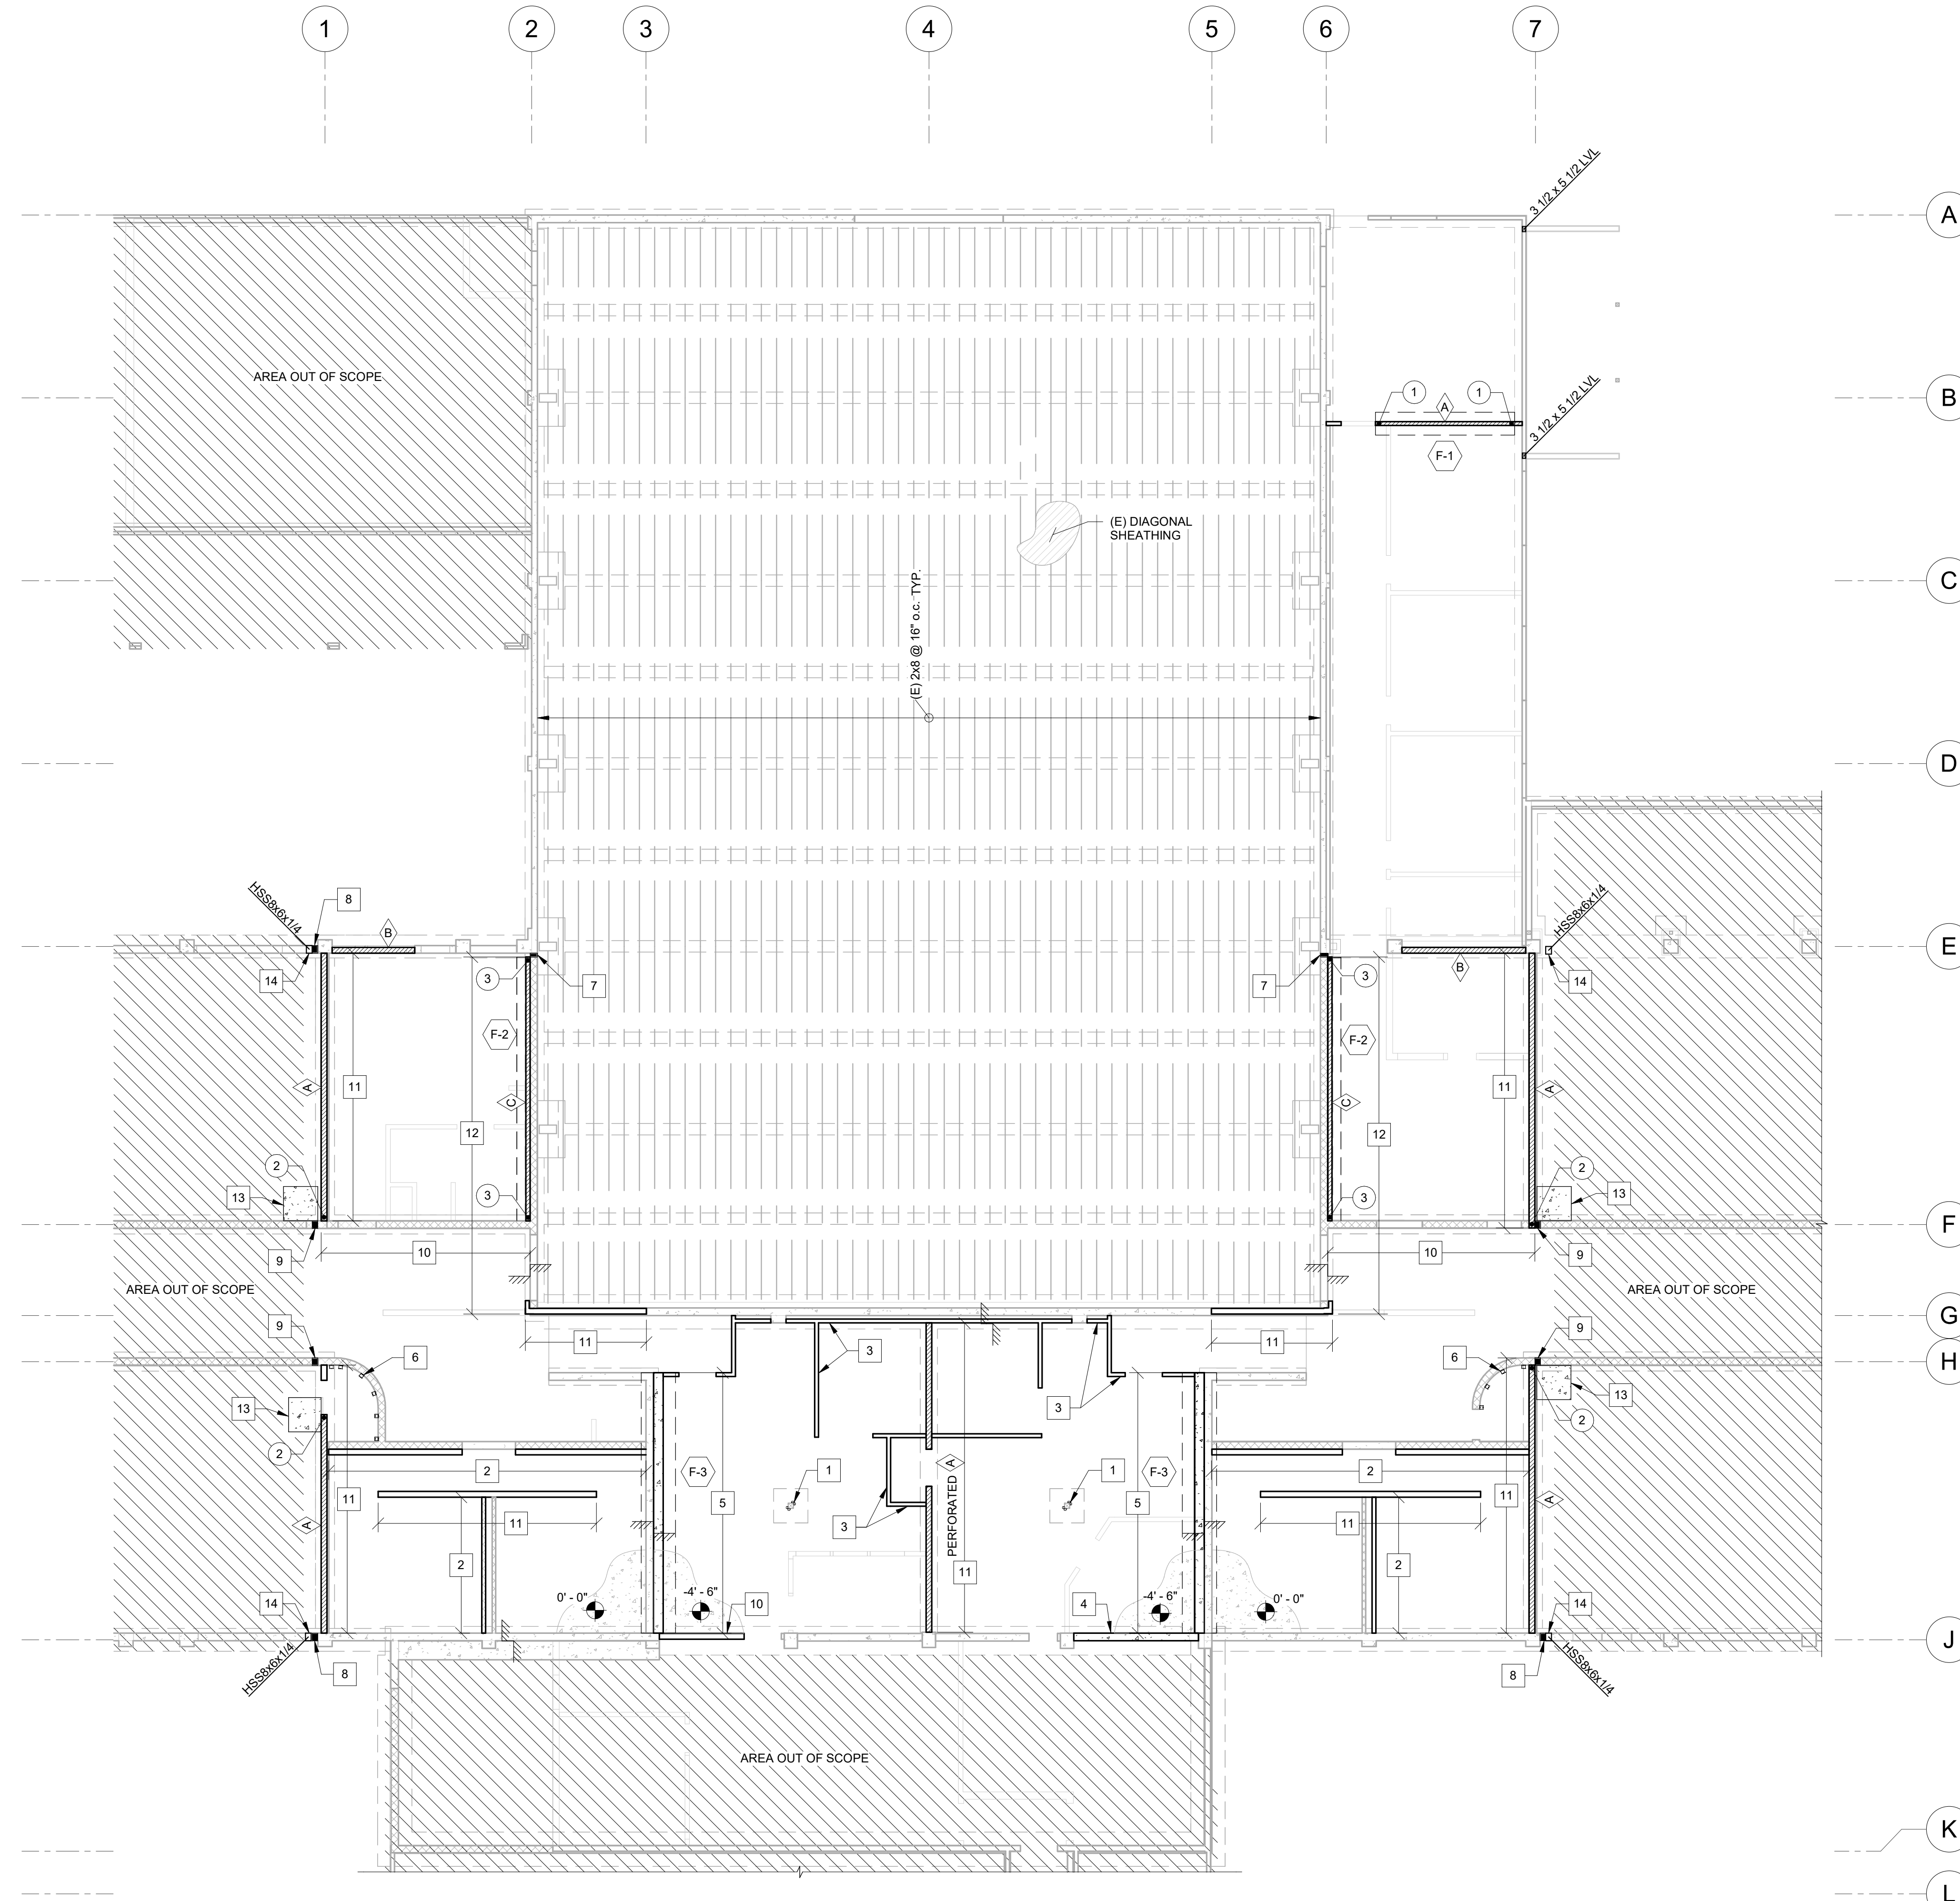 1 2 3 4 5 6 7
3 1/2 x 5 1/2 LVL
A
AREA OUT OF SCOPE
B
3 1/2 x 5 1/2 LVL
1 1
A
F-1
(E) DIAGONAL
SHEATHING
C
(E) 2x8 @ 16" o.c. TYP.
D
HSS8x6x1/4
8
B
HSS8x6x1/4
E
14
3
7
7
3
B
14
F-2
F-2
A
11
C
C
11
A
12
12
2
2
13
3
3
13
F
9
10
10
9
AREA OUT OF SCOPE
AREA OUT OF SCOPE
G
9
11
11
9
6
3
6
H
13
3
13
2
2
2
F-3
A
F-3
2
1
1
11
5
5
11
A
A
11
3
PERFORATED
11
2
11
2
0' - 0"
-4' - 6"
-4' - 6"
0' - 0"
14
10
4
14
J
HSS8x6x1/4
8
8
HSS8x6x1/4
AREA OUT OF SCOPE
K
L